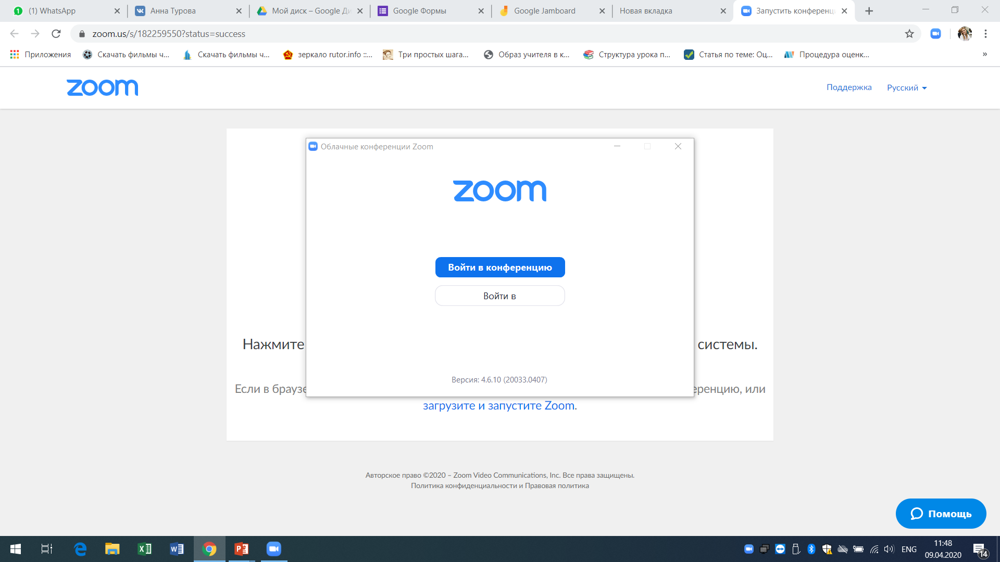 (1) WhatsApp
Анна Турова
Мой диск – Google Ди
Google Формы
Google Jamboard
Новая вкладка
Запустить конференц
zoom.us/s/182259550?status=success
Приложения
Скачать фильмы ч...
Скачать фильмы ч...
зеркало rutor.info ::...
Три простых шага...
Образ учителя в к...
Структура урока п...
Статья по теме: Оц...
Процедура оценк...
»
zoom
Поддержка
Русский
Облачные конференции Zoom
zoom
Войти в конференцию
Войти в
Нажмите системы.
Версия: 4.6.10 (20033.0407)
Если в браузе еренцию, или
загрузите и запустите Zoom.
Авторское право ©2020 – Zoom Video Communications, Inc. Все права защищены.
Политика конфиденциальности и Правовая политика
Помощь
ENG
11:48
09.04.2020
14